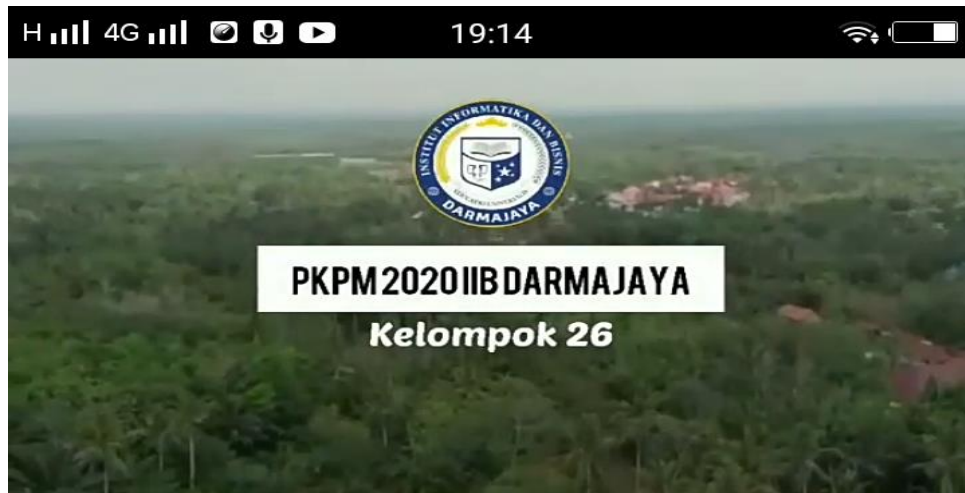 H 4G 19:14
INSTITUT INFORMATIKA DAN BISNIS
DARMAJAYA
PKPM 2020 IIB DARMAJAYA
Kelompok 26